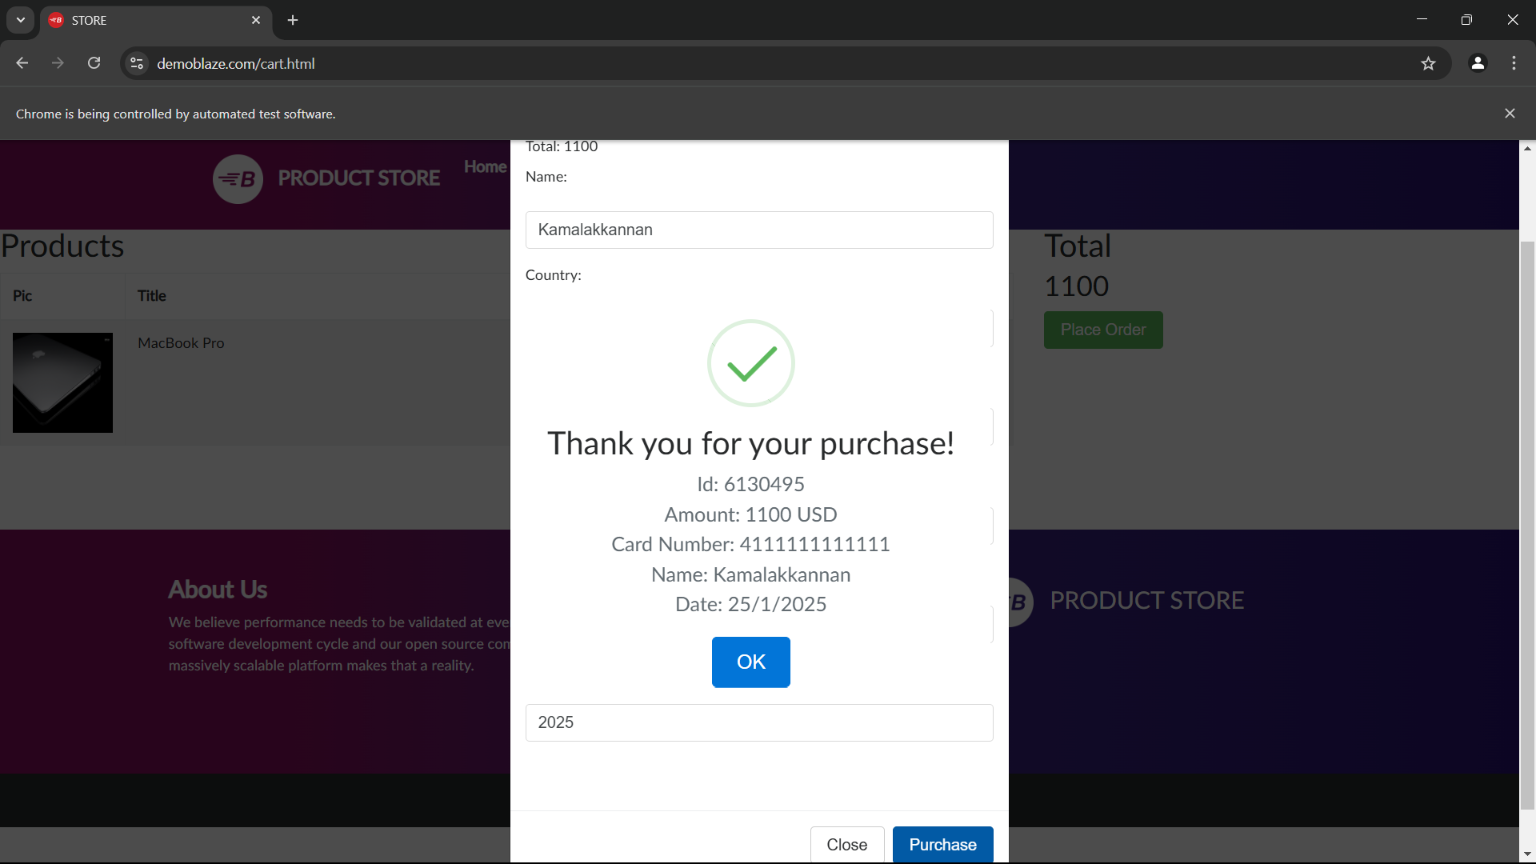 STORE
demoblaze.com/cart.html
Chrome is being controlled by automated test software.
PRODUCT STORE
Home
Total: 1100
Name:
Kamalakkannan
Country:
Products
Pic
Title
MacBook Pro
Total
1100
Place Order
Thank you for your purchase!
Id: 6130495
Amount: 1100 USD
Card Number: 4111111111111
Name: Kamalakkannan
Date: 25/1/2025
OK
2025
Close
Purchase
About Us
We believe performance needs to be validated at eve
software development cycle and our open source con
massively scalable platform makes that a reality.
B PRODUCT STORE